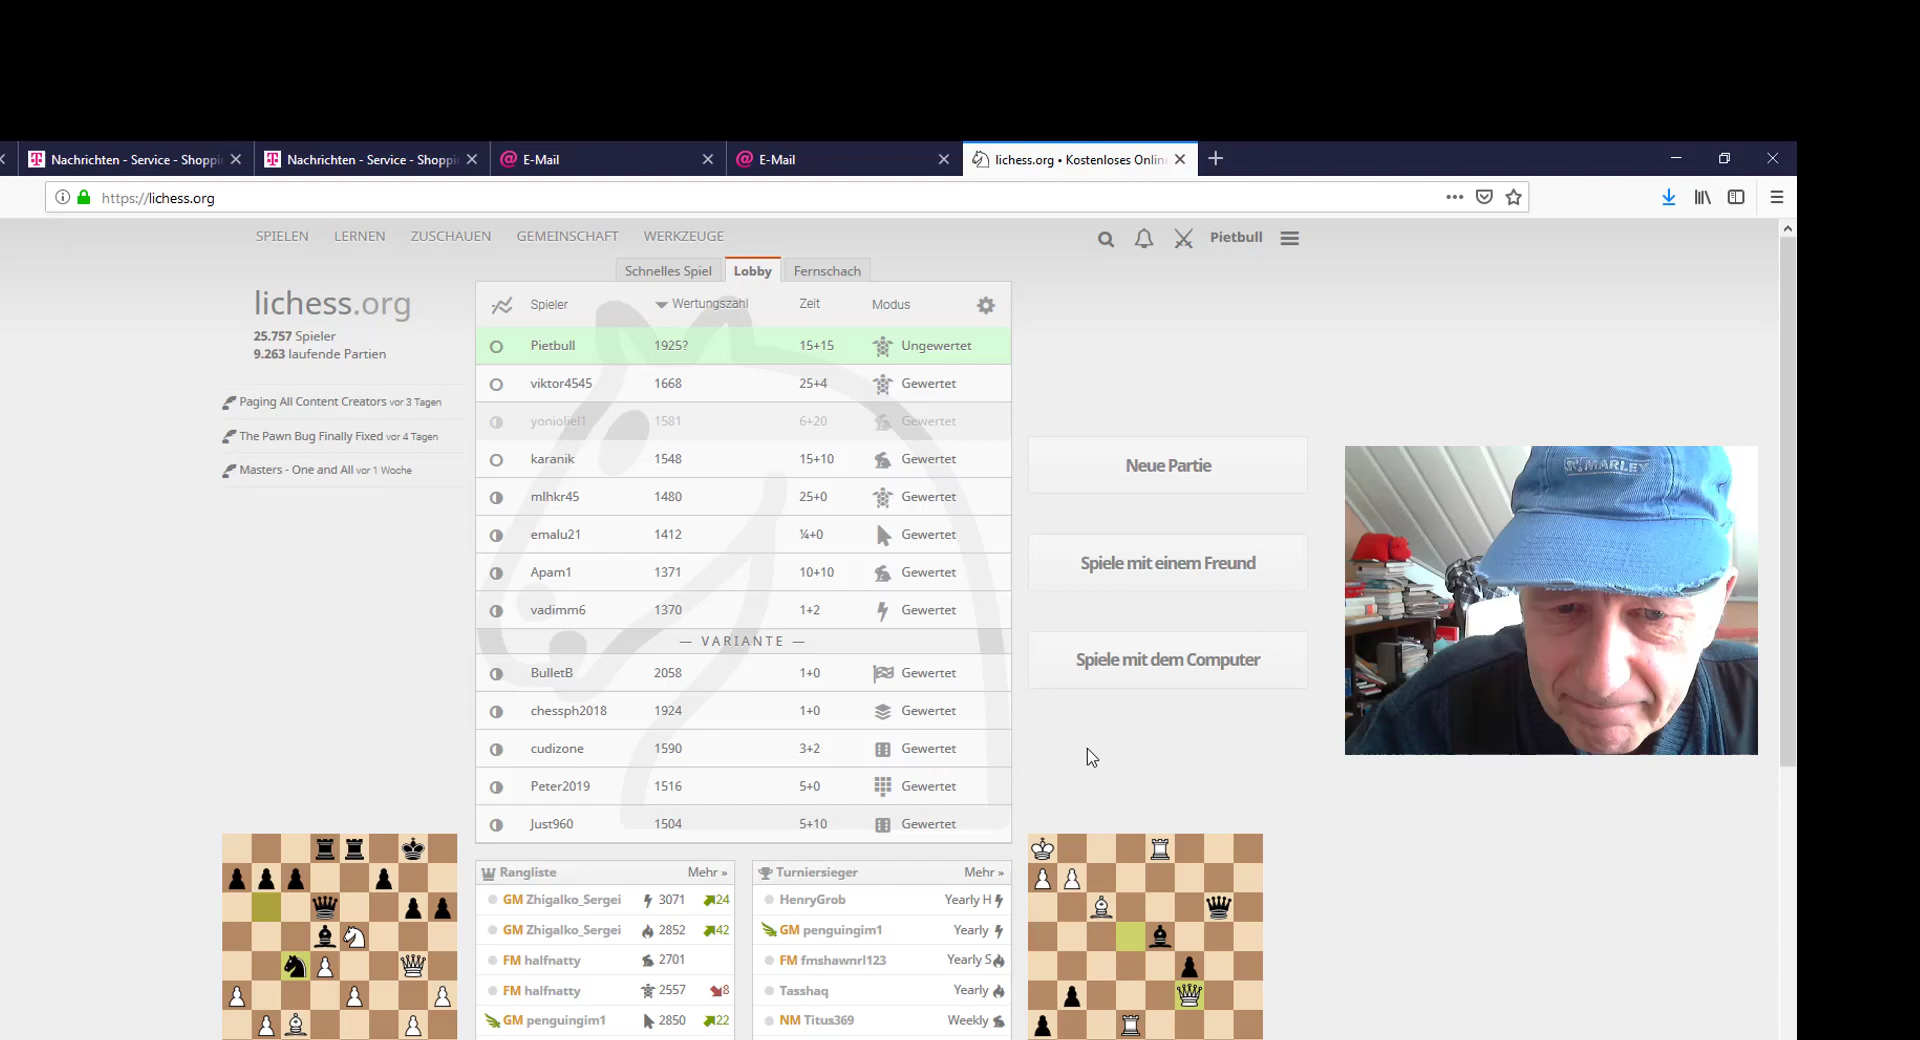 Nachrichten - Service - Shoppi
Nachrichten - Service - Shoppi
E-Mail
E-Mail
lichess.org • Kostenloses Onlin
https://lichess.org
SPIELEN LERNEN ZUSCHAUEN GEMEINSCHAFT WERKZEUGE
Pietbull
Schnelles Spiel Lobby Fernschach
lichess.org
25.757 Spieler
9.263 laufende Partien
Paging All Content Creators vor 3 Tagen
The Pawn Bug Finally Fixed vor 4 Tagen
Masters - One and All vor 1 Woche
Spieler Wertungszahl Zeit Modus
Pietbull 1925? 15+15 Ungewertet
viktor4545 1668 25+4 Gewertet
yonioliel1 1581 6+20 Gewertet
karanik 1548 15+10 Gewertet
mlhkr45 1480 25+0 Gewertet
emalu21 1412 ¼+0 Gewertet
Apam1 1371 10+10 Gewertet
vadimm6 1370 1+2 Gewertet
— VARIANTE —
BulletB 2058 1+0 Gewertet
chessph2018 1924 1+0 Gewertet
cudizone 1590 3+2 Gewertet
Peter2019 1516 5+0 Gewertet
Just960 1504 5+10 Gewertet
Neue Partie
Spiele mit einem Freund
Spiele mit dem Computer
MARLEY
Rangliste Mehr »
GM Zhigalko_Sergei 3071 24
GM Zhigalko_Sergei 2852 42
FM halfnatty 2701
FM halfnatty 2557 8
GM penguingim1 2850 22
Turniersieger Mehr »
HenryGrob Yearly H
GM penguingim1 Yearly
FM fmshawnrl123 Yearly S
Tasshaq Yearly
NM Titus369 Weekly